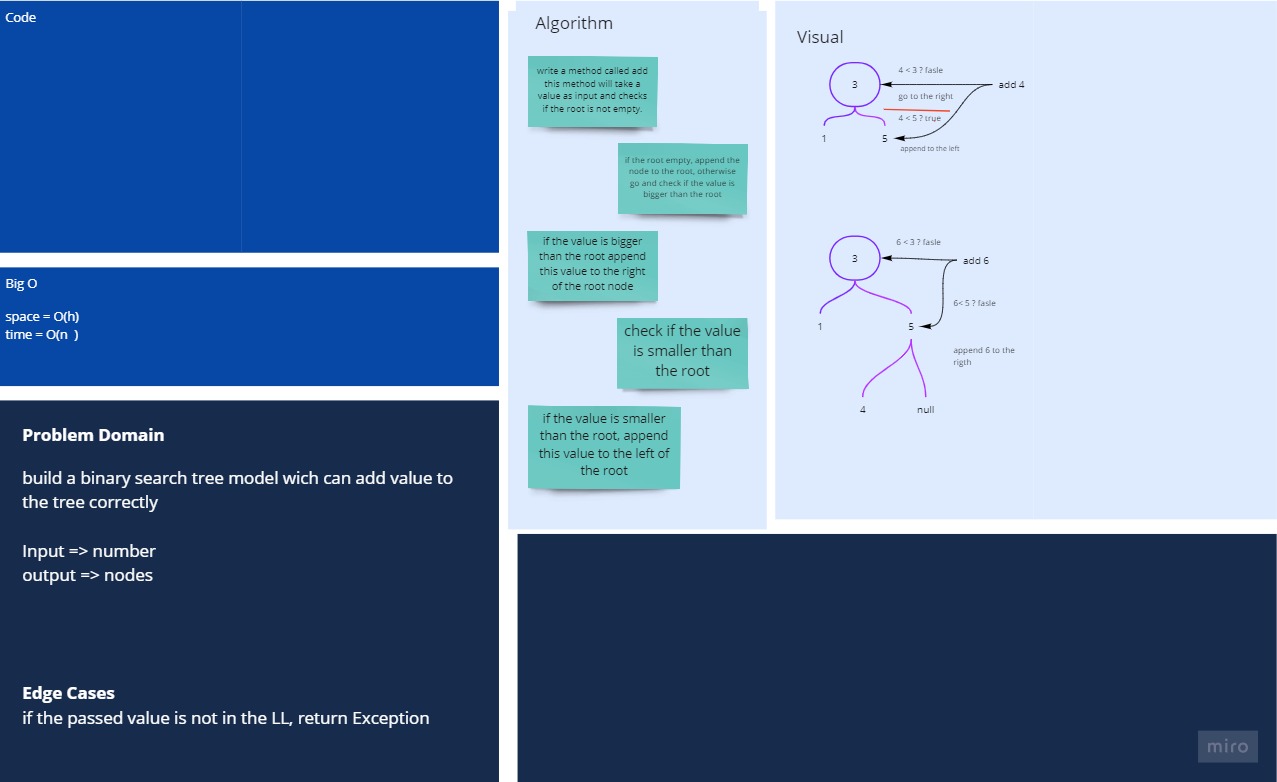 Code
Big O
space = O(h)
time = O(n  )
Problem Domain
build a binary search tree model wich can add value to
the tree correctly
Input => number
output => nodes
Edge Cases
if the passed value is not in the LL, return Exception
Algorithm
write a method called add
this method will take a
value as input and checks
if the root is not empty.
if the root empty, append the
node to the root, otherwise
go and check if the value is
bigger than the root
if the value is bigger
than the root append
this value to the right
of the root node
check if the value
is smaller than
the root
if the value is smaller
than the root, append
this value to the left of
the root
Visual
4 < 3 ? fasle
3
add 4
go to the right
4 < 5 ? true
1
5
append to the left
6 < 3 ? fasle
3
add 6
6< 5 ? fasle
1
5
append 6 to the
rigth
4
null
miro